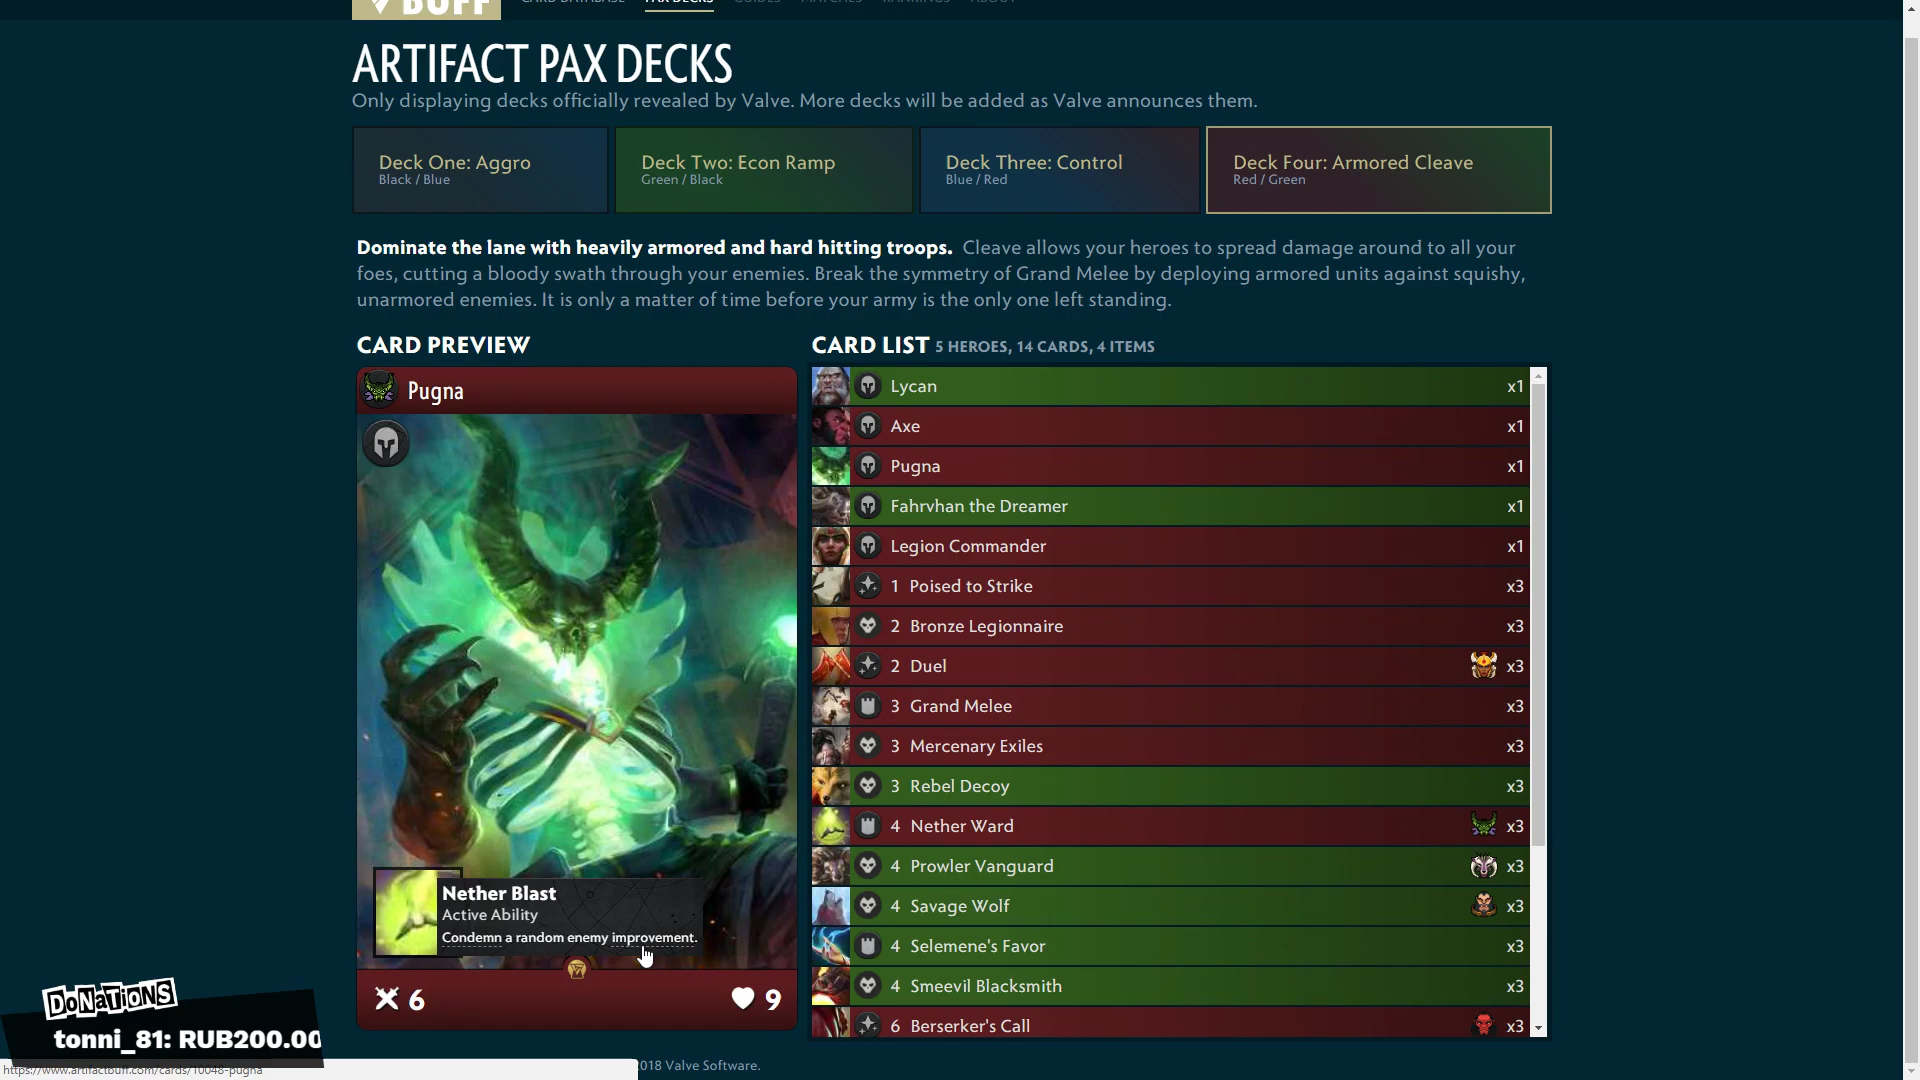 BUFF
CARD DATABASE PAX DECKS GUIDES MATCHES RANKINGS ABOUT
ARTIFACT PAX DECKS
Only displaying decks officially revealed by Valve. More decks will be added as Valve announces them.
Deck One: Aggro
Black / Blue
Deck Two: Econ Ramp
Green / Black
Deck Three: Control
Blue / Red
Deck Four: Armored Cleave
Red / Green
Dominate the lane with heavily armored and hard hitting troops. Cleave allows your heroes to spread damage around to all your
foes, cutting a bloody swath through your enemies. Break the symmetry of Grand Melee by deploying armored units against squishy,
unarmored enemies. It is only a matter of time before your army is the only one left standing.
CARD PREVIEW
Pugna
Nether Blast
Active Ability
Condemn a random enemy improvement.
6
9
CARD LIST 5 HEROES, 14 CARDS, 4 ITEMS
Lycan x1
Axe x1
Pugna x1
Fahrvhan the Dreamer x1
Legion Commander x1
1 Poised to Strike x3
2 Bronze Legionnaire x3
2 Duel x3
3 Grand Melee x3
3 Mercenary Exiles x3
3 Rebel Decoy x3
4 Nether Ward x3
4 Prowler Vanguard x3
4 Savage Wolf x3
4 Selemene's Favor x3
4 Smeevil Blacksmith x3
6 Berserker's Call x3
DONATIONS
tonni_81: RUB200.00
2018 Valve Software.
https://www.artifactbuff.com/cards/10048-pugna